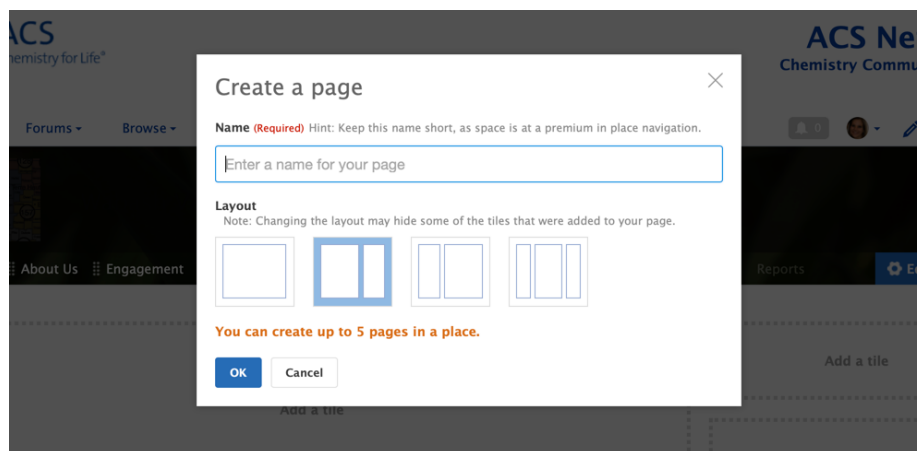 ACS
hemistry for Life®
ACS Ne
Chemistry Commu
Forums
Browse
0
Create a page
Name (Required) Hint: Keep this name short, as space is at a premium in place navigation.
Enter a name for your page
Layout
Note: Changing the layout may hide some of the tiles that were added to your page.
You can create up to 5 pages in a place.
OK
Cancel
About Us
Engagement
Reports
Add a tile
Add a tile